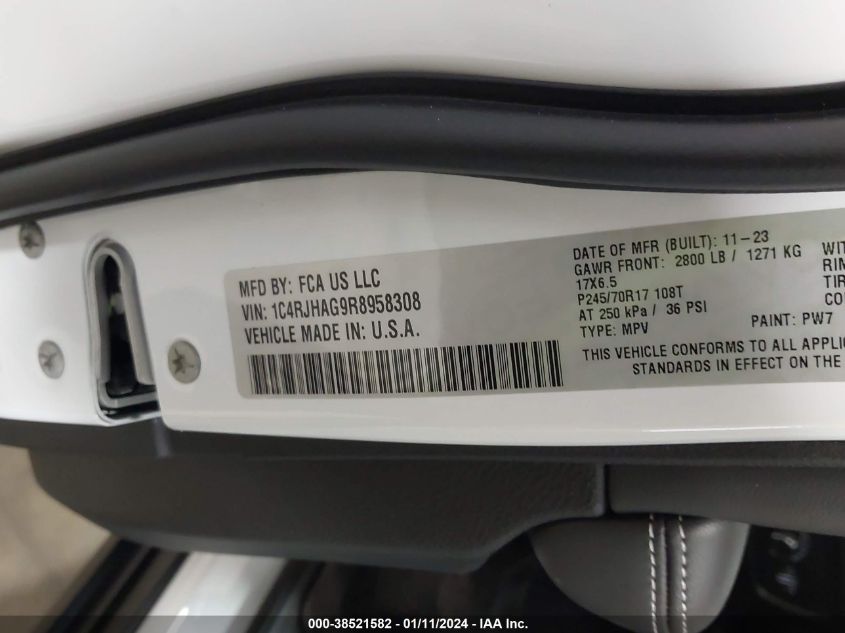 MFD BY: FCA US LLC
VIN: 1C4RJHAG9R8958308
VEHICLE MADE IN: U.S.A.
DATE OF MFR (BUILT): 11-23
GAWR FRONT: 2800 LB / 1271 KG
17X6.5
P245/70R17 108T
AT 250 kPa / 36 PSI
TYPE: MPV
PAINT: PW7
THIS VEHICLE CONFORMS TO ALL
STANDARDS IN EFFECT ON THE
RIM
000-38521582 - 01/11/2024 - IAA Inc.